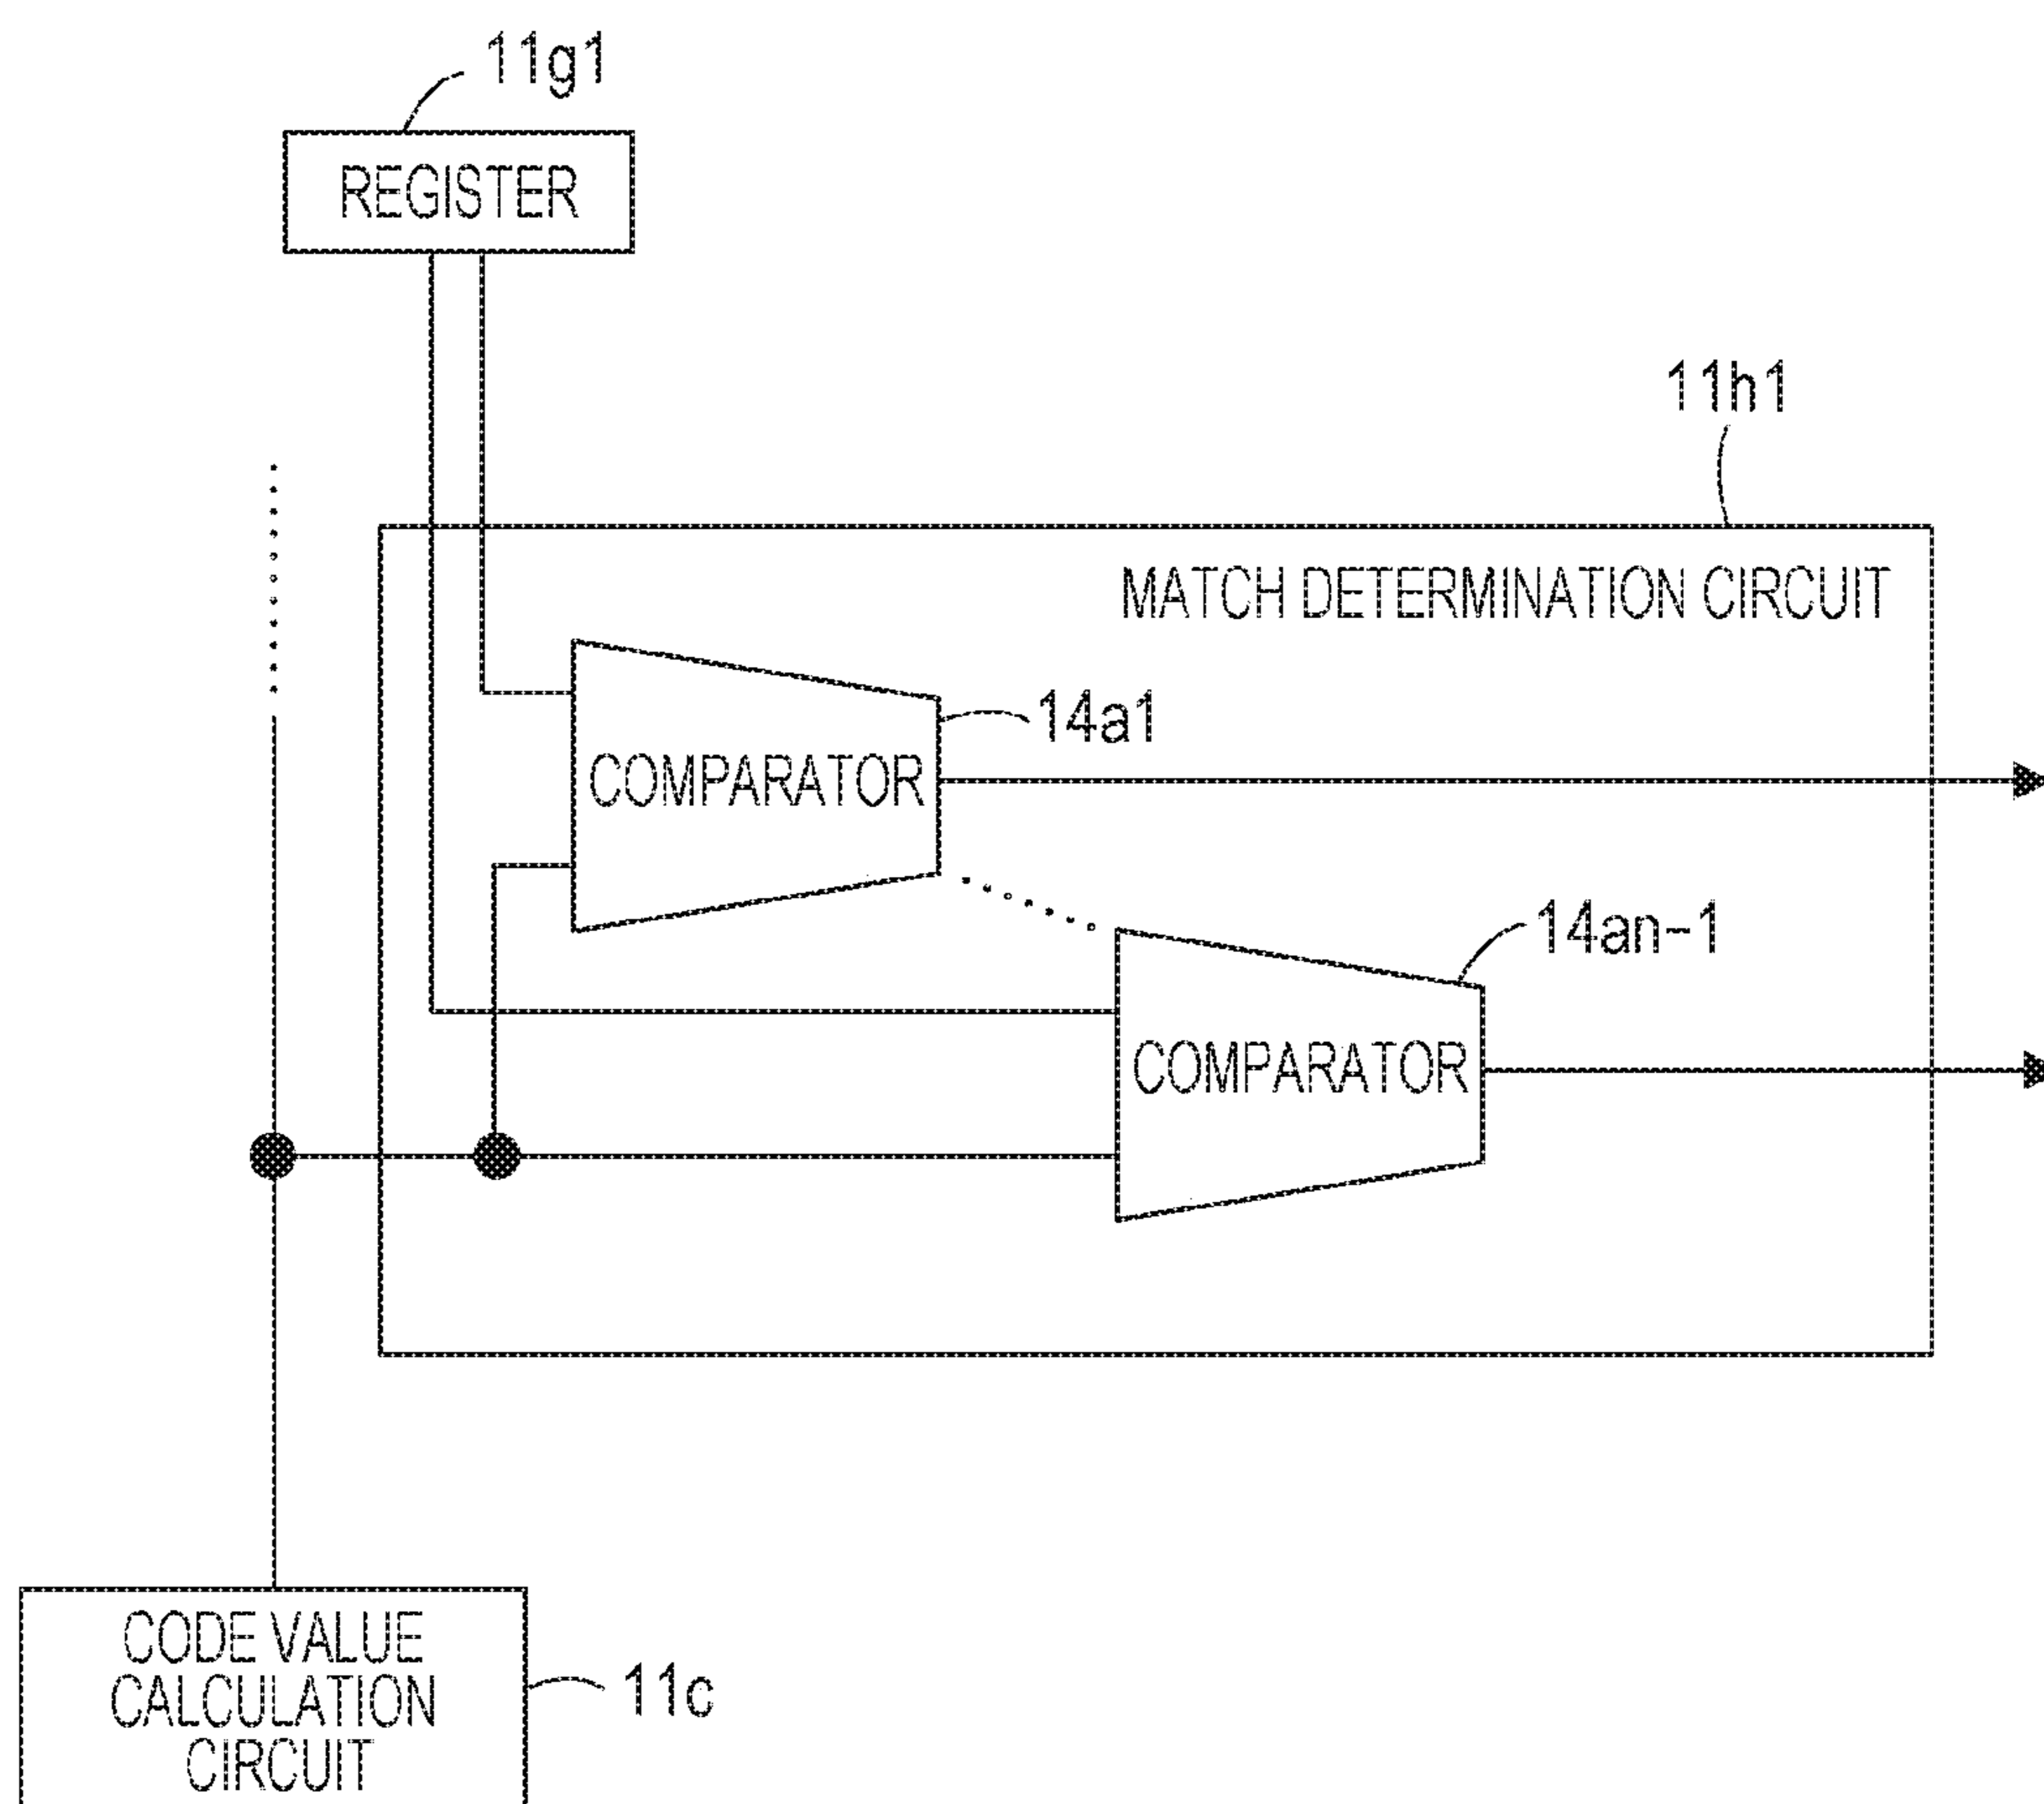 11g1
REGISTER
11h1
MATCH DETERMINATION CIRCUIT
14a1
COMPARATOR
14an-1
COMPARATOR
CODE VALUE
CALCULATION
CIRCUIT
11c